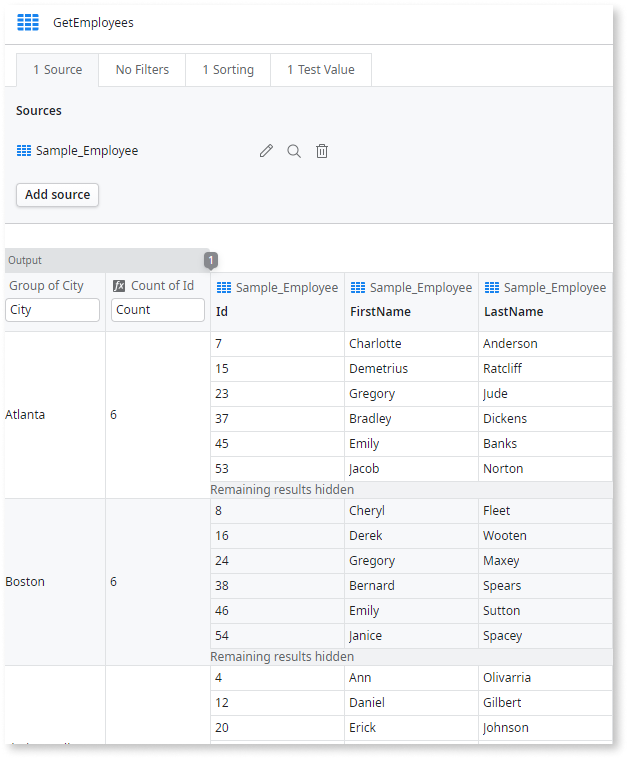 GetEmployees
1 Source No Filters 1 Sorting 1 Test Value
Sources
Sample_Employee
Add source
Output 1
Group of City fx Count of Id Sample_Employee Sample_Employee Sample_Employee
City Count Id FirstName LastName
7 Charlotte Anderson
15 Demetrius Ratcliff
23 Gregory Jude
Atlanta 6
37 Bradley Dickens
45 Emily Banks
53 Jacob Norton
Remaining results hidden
8 Cheryl Fleet
16 Derek Wooten
24 Gregory Maxey
Boston 6
38 Bernard Spears
46 Emily Sutton
54 Janice Spacey
Remaining results hidden
4 Ann Olivarria
12 Daniel Gilbert
20 Erick Johnson